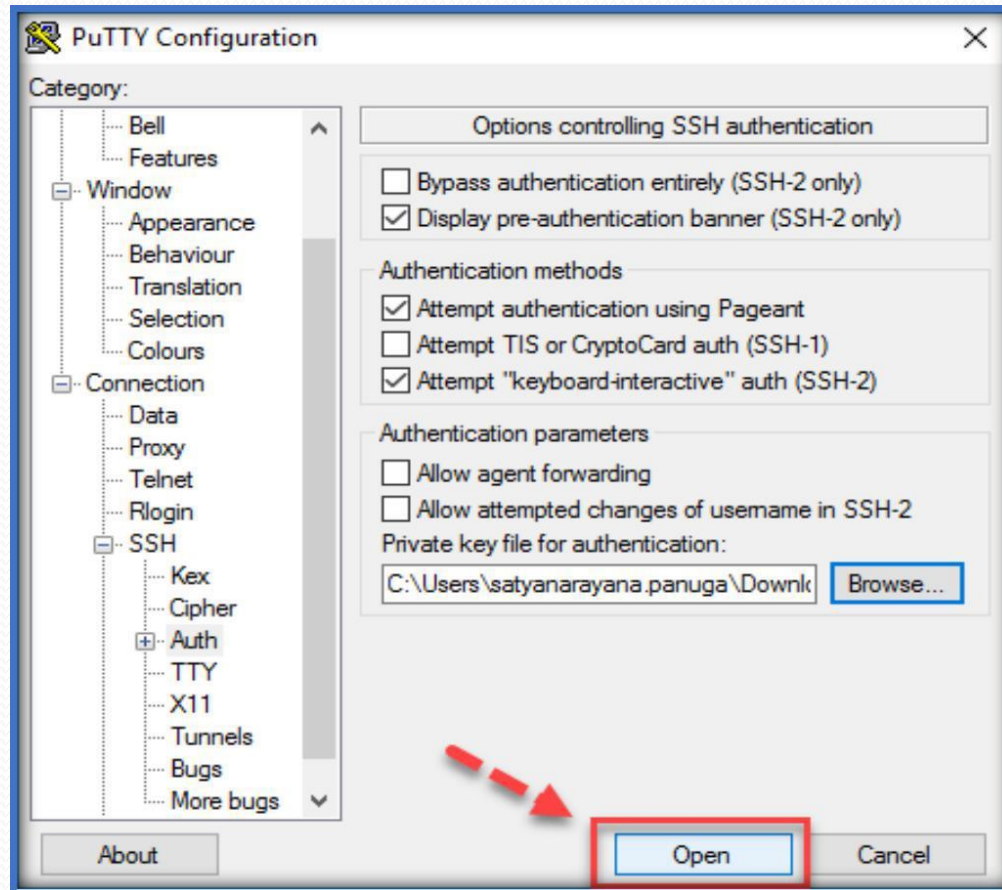 PuTTY Configuration
Category:
Bell
Features
Window
Appearance
Behaviour
Translation
Selection
Colours
Connection
Data
Proxy
Telnet
Rlogin
SSH
Kex
Cipher
Auth
TTY
X11
Tunnels
Bugs
More bugs
Options controlling SSH authentication
Bypass authentication entirely (SSH-2 only)
Display pre-authentication banner (SSH-2 only)
Authentication methods
Attempt authentication using Pageant
Attempt TIS or CryptoCard auth (SSH-1)
Attempt "keyboard-interactive" auth (SSH-2)
Authentication parameters
Allow agent forwarding
Allow attempted changes of username in SSH-2
Private key file for authentication:
C:\Users\satyanarayana.panuga\Downlo Browse...
About Open Cancel